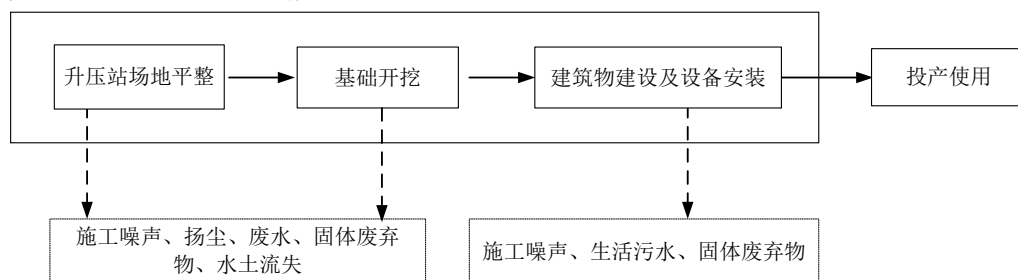 升压站场地平整
基础开挖
建筑物建设及设备安装
投产使用
施工噪声、扬尘、废水、固体废弃
物、水土流失
施工噪声、生活污水、固体废弃物